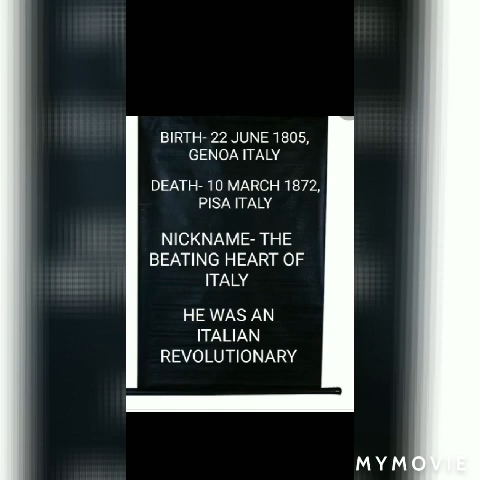 BIRTH- 22 JUNE 1805,
GENOA ITALY
DEATH- 10 MARCH 1872,
PISA ITALY
NICKNAME- THE
BEATING HEART OF
ITALY
HE WAS AN
ITALIAN
REVOLUTIONARY
MYMOVIE